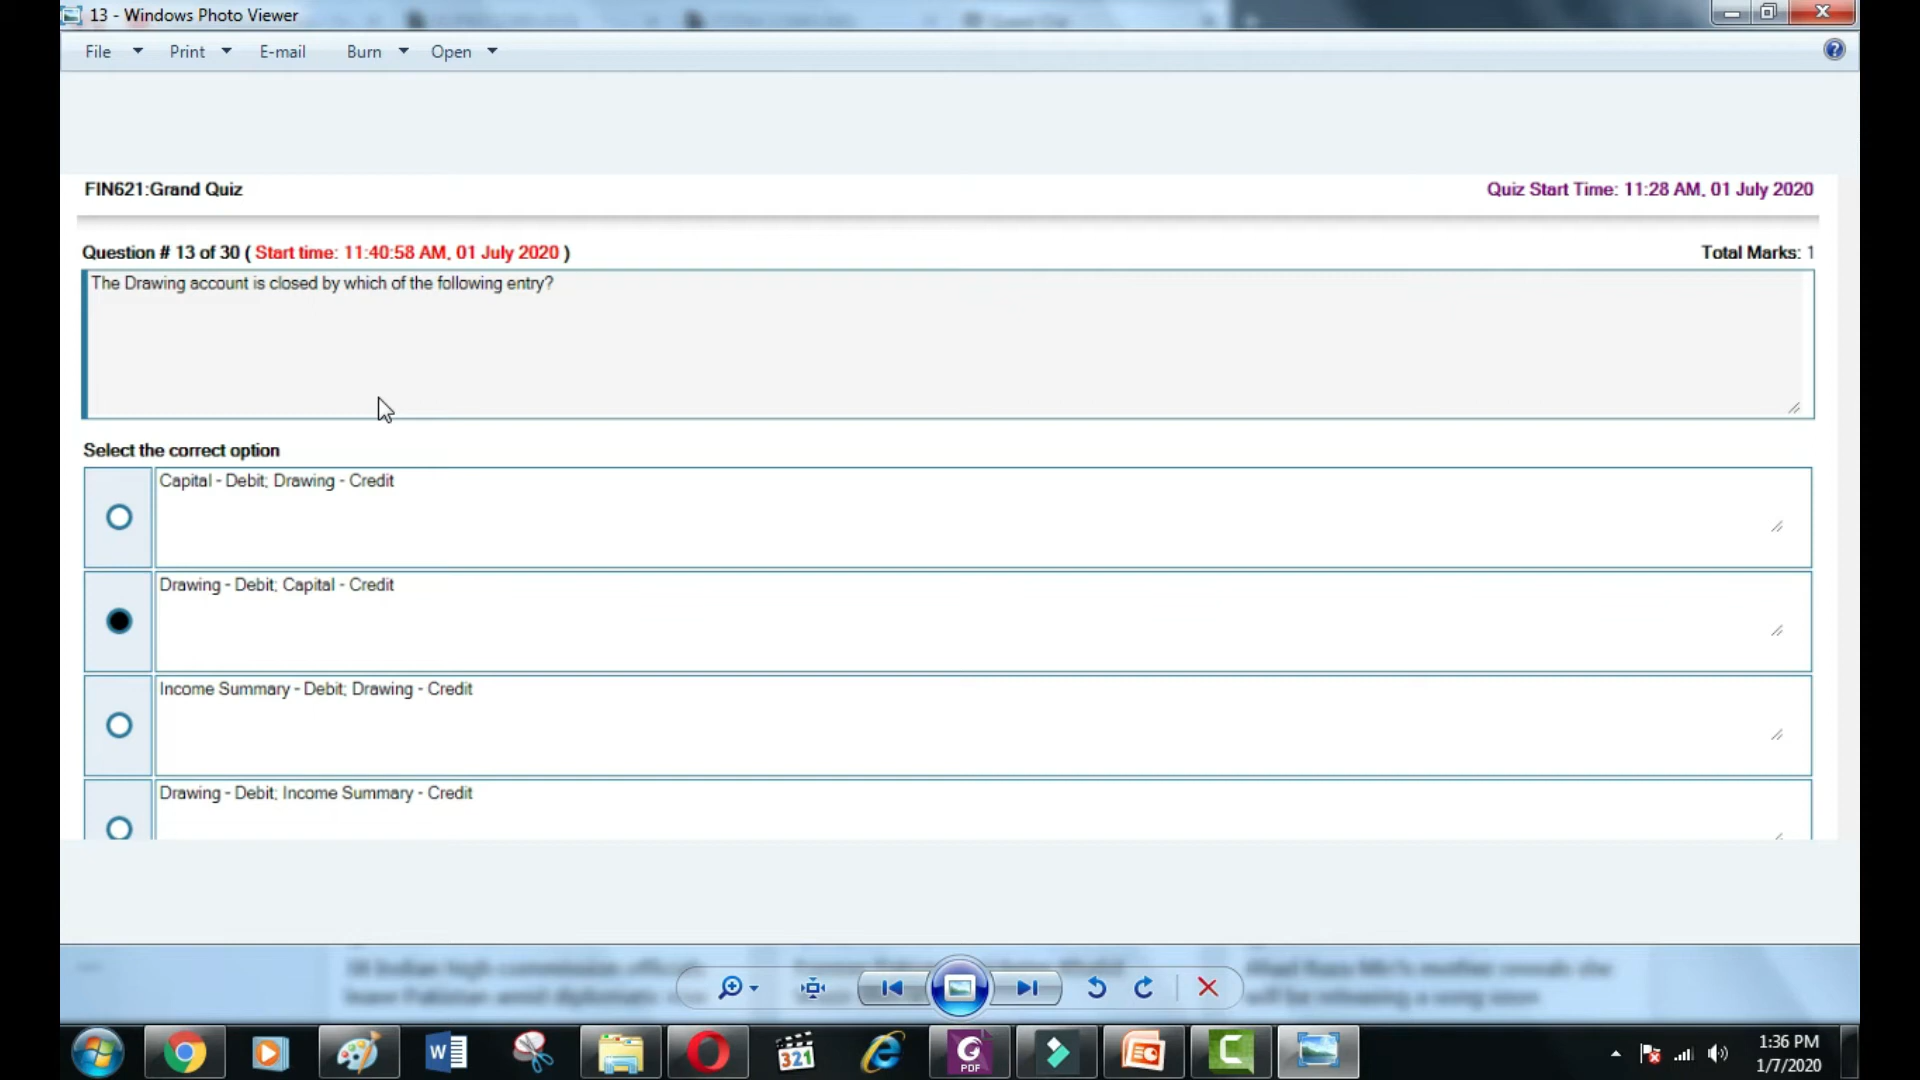 13 - Windows Photo Viewer
File Print E-mail Burn Open
FIN621:Grand Quiz
Quiz Start Time: 11:28 AM, 01 July 2020
Question # 13 of 30 ( Start time: 11:40:58 AM, 01 July 2020 )
Total Marks: 1
The Drawing account is closed by which of the following entry?
Select the correct option
Capital - Debit; Drawing - Credit
Drawing - Debit; Capital - Credit
Income Summary - Debit; Drawing - Credit
Drawing - Debit; Income Summary - Credit
321
PDF
1:36 PM
1/7/2020